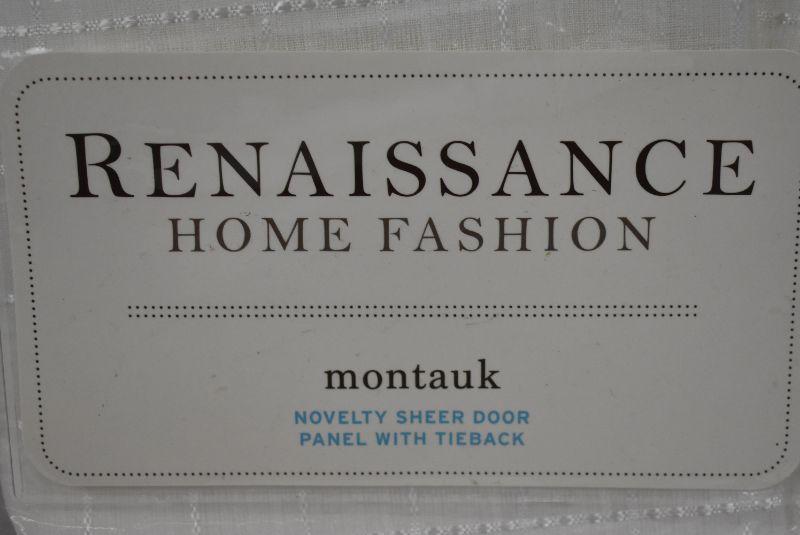 RENAISSANCE
HOME FASHION
montauk
NOVELTY SHEER DOOR
PANEL WITH TIEBACK